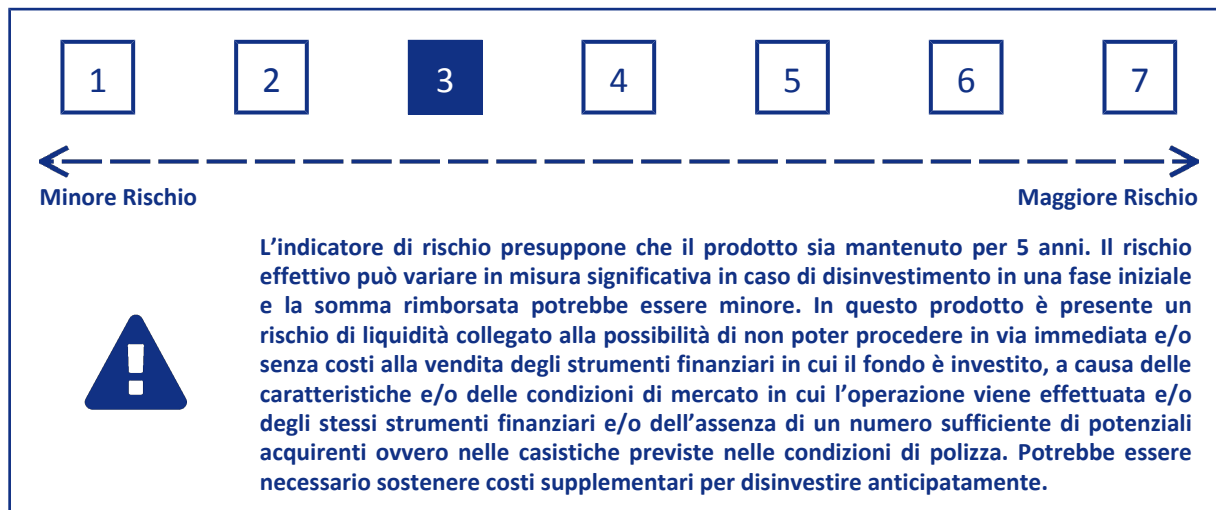 1 2 3 4 5 6 7
Minore Rischio Maggiore Rischio
L’indicatore di rischio presuppone che il prodotto sia mantenuto per 5 anni. Il rischio
effettivo può variare in misura significativa in caso di disinvestimento in una fase iniziale
e la somma rimborsata potrebbe essere minore. In questo prodotto è presente un
rischio di liquidità collegato alla possibilità di non poter procedere in via immediata e/o
senza costi alla vendita degli strumenti finanziari in cui il fondo è investito, a causa delle
caratteristiche e/o delle condizioni di mercato in cui l’operazione viene effettuata e/o
degli stessi strumenti finanziari e/o dell’assenza di un numero sufficiente di potenziali
acquirenti ovvero nelle casistiche previste nelle condizioni di polizza. Potrebbe essere
necessario sostenere costi supplementari per disinvestire anticipatamente.